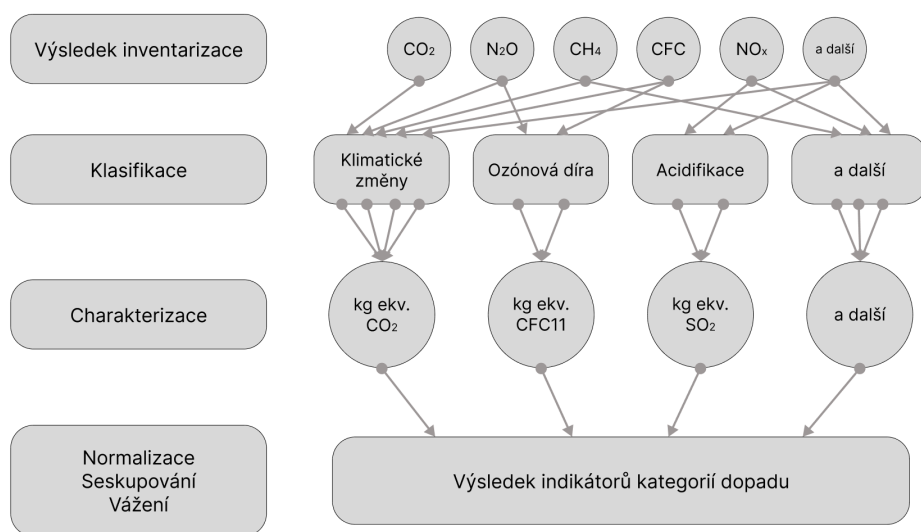 Výsledek inventarizace
CO₂
N₂O
CH₄
CFC
NOₓ
a další
Klasifikace
Klimatické
změny
Ozónová díra
Acidifikace
a další
Charakterizace
kg ekv.
CO₂
kg ekv.
CFC11
kg ekv.
SO₂
a další
Normalizace
Seskupování
Vážení
Výsledek indikátorů kategorií dopadu